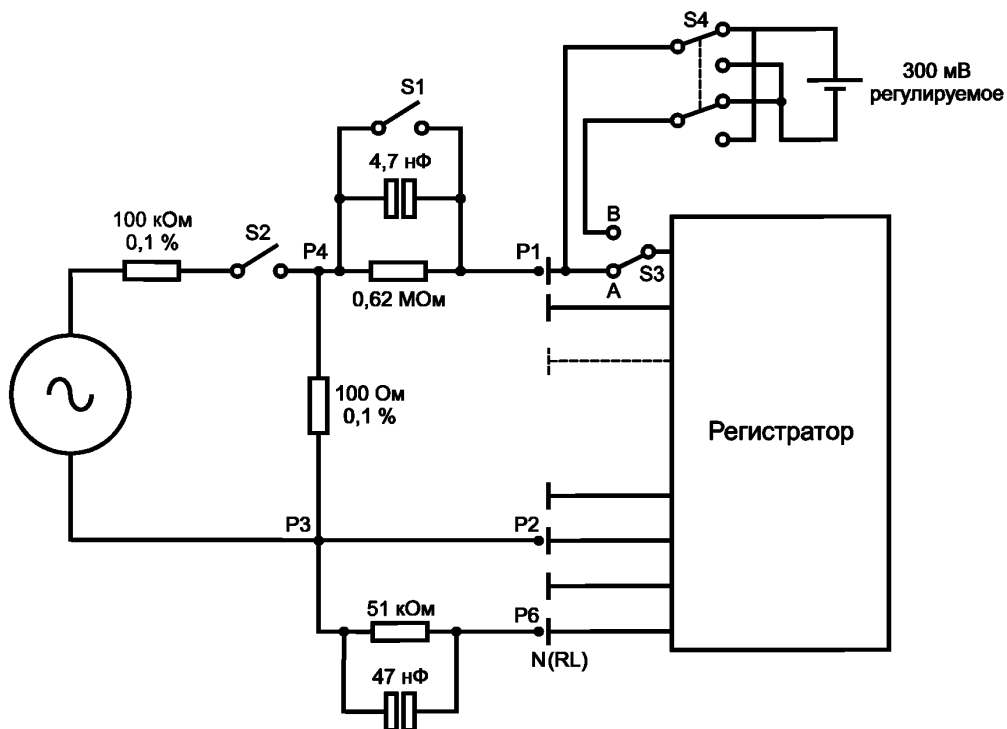 S4
300 мВ
регулируемое
S1
4,7 нФ
100 кОм
0,1 %
S2
P4
P1
B
S3
A
0,62 МОм
100 Ом
0,1 %
Регистратор
P3
P2
51 кОм
P6
N(RL)
47 нФ